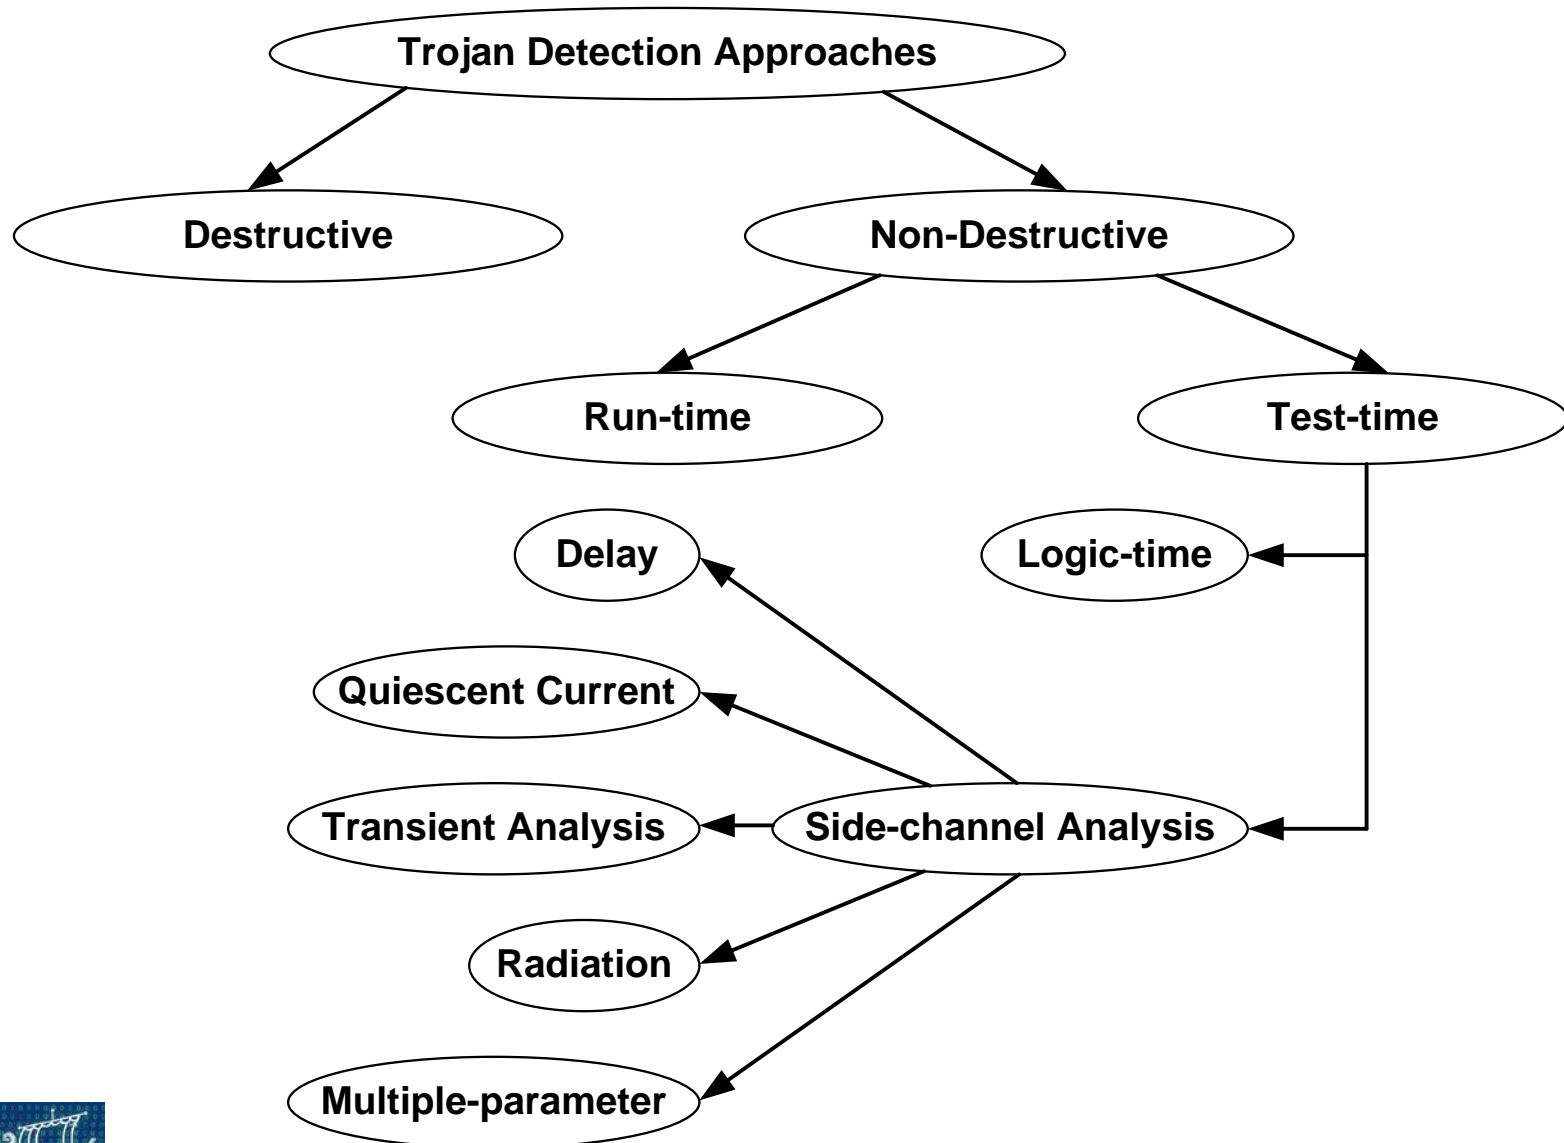 Trojan Detection Approaches
Destructive
Non-Destructive
Run-time
Test-time
Delay
Logic-time
Quiescent Current
Transient Analysis
Side-channel Analysis
Radiation
Multiple-parameter